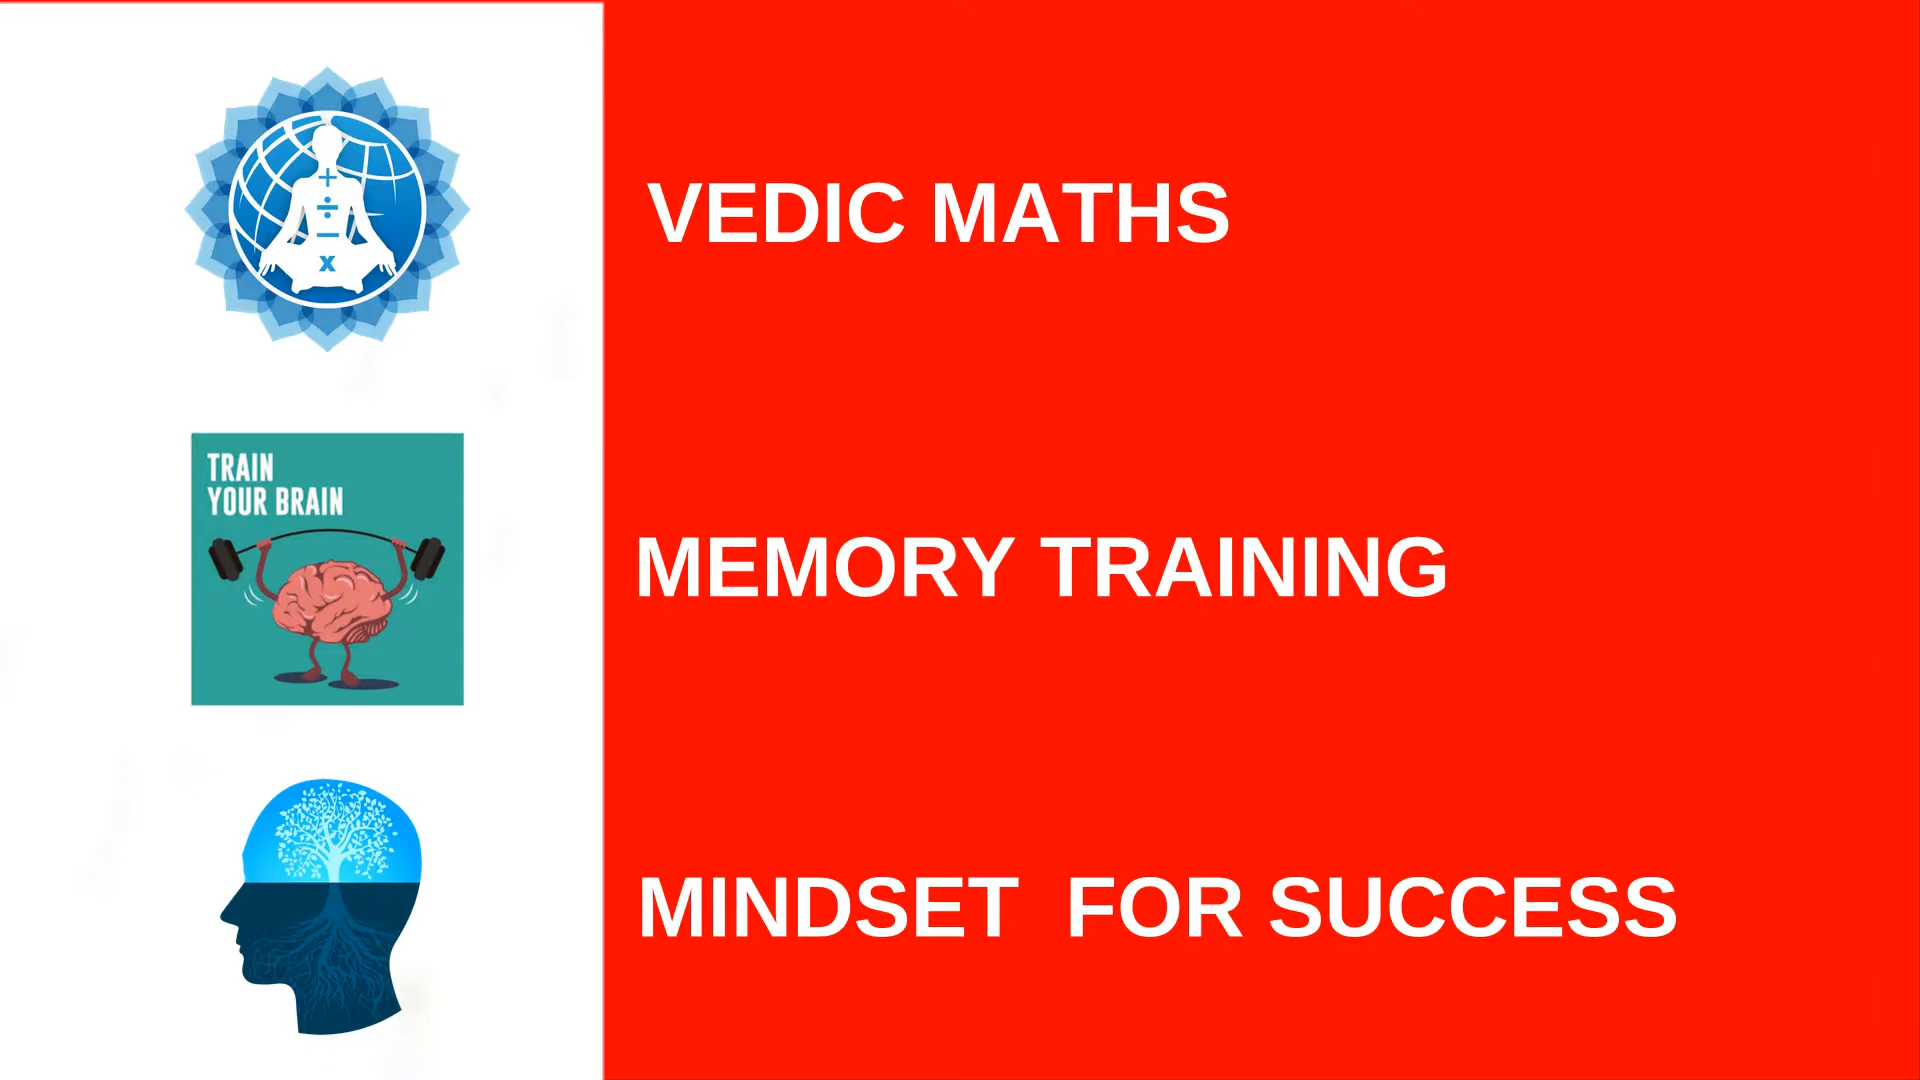 +
÷
−
x
VEDIC MATHS
TRAIN
YOUR BRAIN
MEMORY TRAINING
MINDSET  FOR SUCCESS